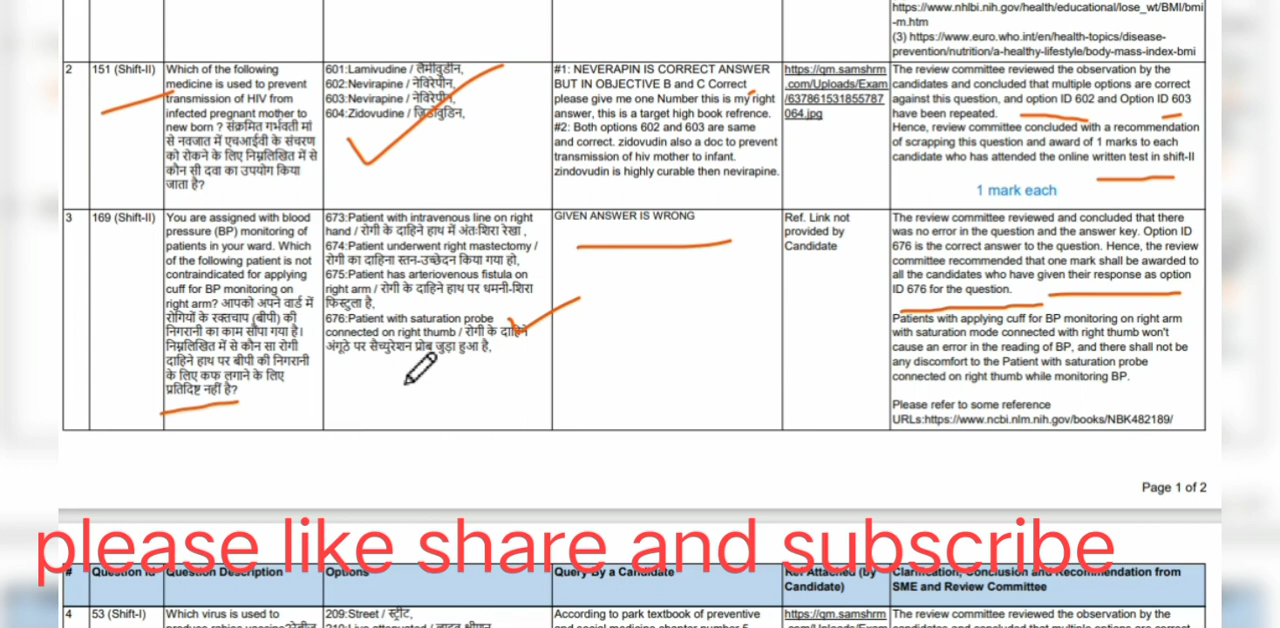 https://www.nhlbi.nih.gov/health/educational/lose_wt/BMI/bmi
-m.htm
(3) https://www.euro.who.int/en/health-topics/disease-
prevention/nutrition/a-healthy-lifestyle/body-mass-index-bmi
2
151 (Shift-II)
Which of the following
medicine is used to prevent
transmission of HIV from
infected pregnant mother to
new born ? संक्रमित गर्भवती मां
से नवजात में एचआईवी के संचरण
को रोकने के लिए निम्नलिखित में से
कौन सी दवा का उपयोग किया
जाता है?
601:Lamivudine / लैमीवुडीन,
602:Nevirapine / नेविरेपीन,
603:Nevirapine / नेविरेपीन,
604:Zidovudine / ज़िडोवुडिन,
#1: NEVERAPIN IS CORRECT ANSWER
BUT IN OBJECTIVE B and C Correct
please give me one Number this is my right
answer, this is a target high book refrence.
#2: Both options 602 and 603 are same
and correct. zidovudin also a doc to prevent
transmission of hiv mother to infant.
zindovudin is highly curable then nevirapine.
https://qm.samshrm
.com/Uploads/Exam
/637861531855787
064.jpg
The review committee reviewed the observation by the
candidates and concluded that multiple options are correct
against this question, and option ID 602 and Option ID 603
have been repeated.
Hence, review committee concluded with a recommendation
of scrapping this question and award of 1 marks to each
candidate who has attended the online written test in shift-II
1 mark each
3
169 (Shift-II)
You are assigned with blood
pressure (BP) monitoring of
patients in your ward. Which
of the following patient is not
contraindicated for applying
cuff for BP monitoring on
right arm? आपको अपने वार्ड में
रोगियों के रक्तचाप (बीपी) की
निगरानी का काम सौंपा गया है।
निम्नलिखित में से कौन सा रोगी
दाहिने हाथ पर बीपी की निगरानी
के लिए कफ लगाने के लिए
प्रतिदिष्ट नहीं है?
673:Patient with intravenous line on right
hand / रोगी के दाहिने हाथ में अंतःशिरा रेखा ,
674:Patient underwent right mastectomy /
रोगी का दाहिना स्तन-उच्छेदन किया गया हो,
675:Patient has arteriovenous fistula on
right arm / रोगी के दाहिने हाथ पर धमनी-शिरा
फिस्टुला है,
676:Patient with saturation probe
connected on right thumb / रोगी के दाहिने
अंगूठे पर सैच्युरेशन प्रोब जुड़ा हुआ है,
GIVEN ANSWER IS WRONG
Ref. Link not
provided by
Candidate
The review committee reviewed and concluded that there
was no error in the question and the answer key. Option ID
676 is the correct answer to the question. Hence, the review
committee recommended that one mark shall be awarded to
all the candidates who have given their response as option
ID 676 for the question.
Patients with applying cuff for BP monitoring on right arm
with saturation mode connected with right thumb won't
cause an error in the reading of BP, and there shall not be
any discomfort to the Patient with saturation probe
connected on right thumb while monitoring BP.
Please refer to some reference
URLs:https://www.ncbi.nlm.nih.gov/books/NBK482189/
Page 1 of 2
please like share and subscribe
#
Question Id
Question Description
Options
Query By a Candidate
Ref Attached (by
Candidate)
Clarification, Conclusion and Recommendation from
SME and Review Committee
4
53 (Shift-I)
Which virus is used to
209:Street / स्ट्रीट,
According to park textbook of preventive
https://qm.samshrm
The review committee reviewed the observation by the
candidates and concluded that multiple options are correct